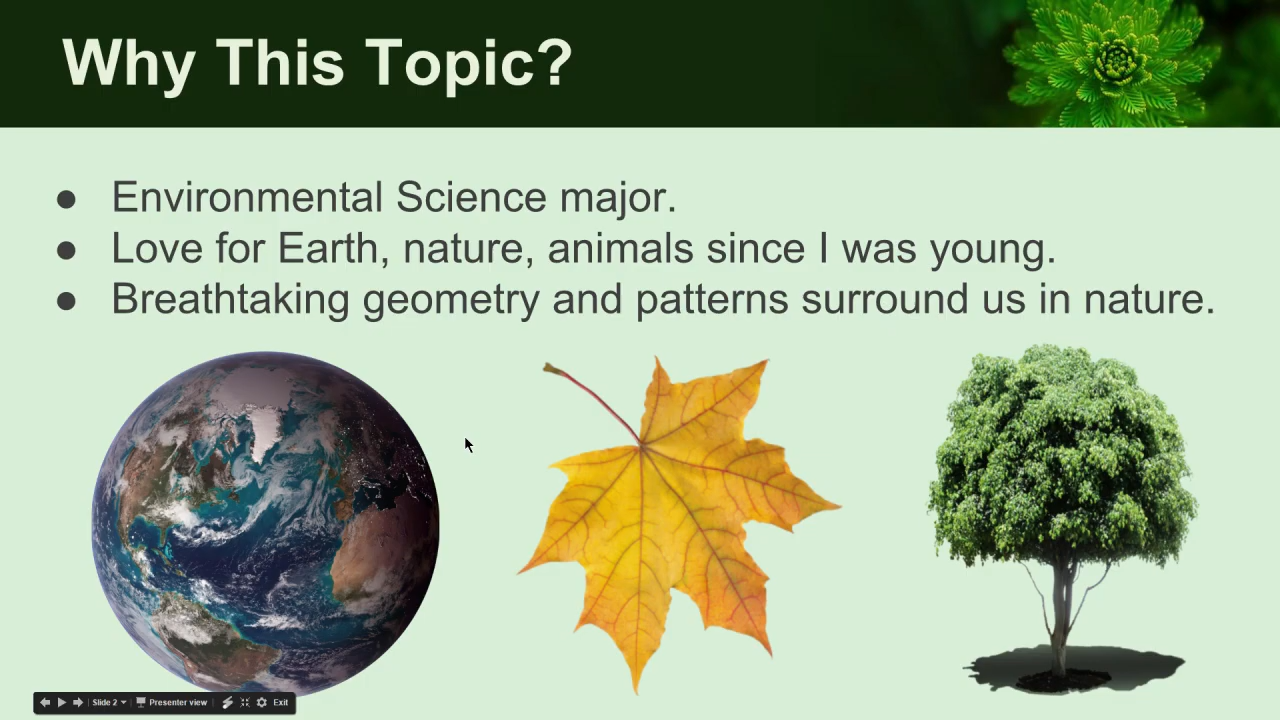 Why This Topic?
● Environmental Science major.
● Love for Earth, nature, animals since I was young.
● Breathtaking geometry and patterns surround us in nature.
Slide 2 Presenter view Exit